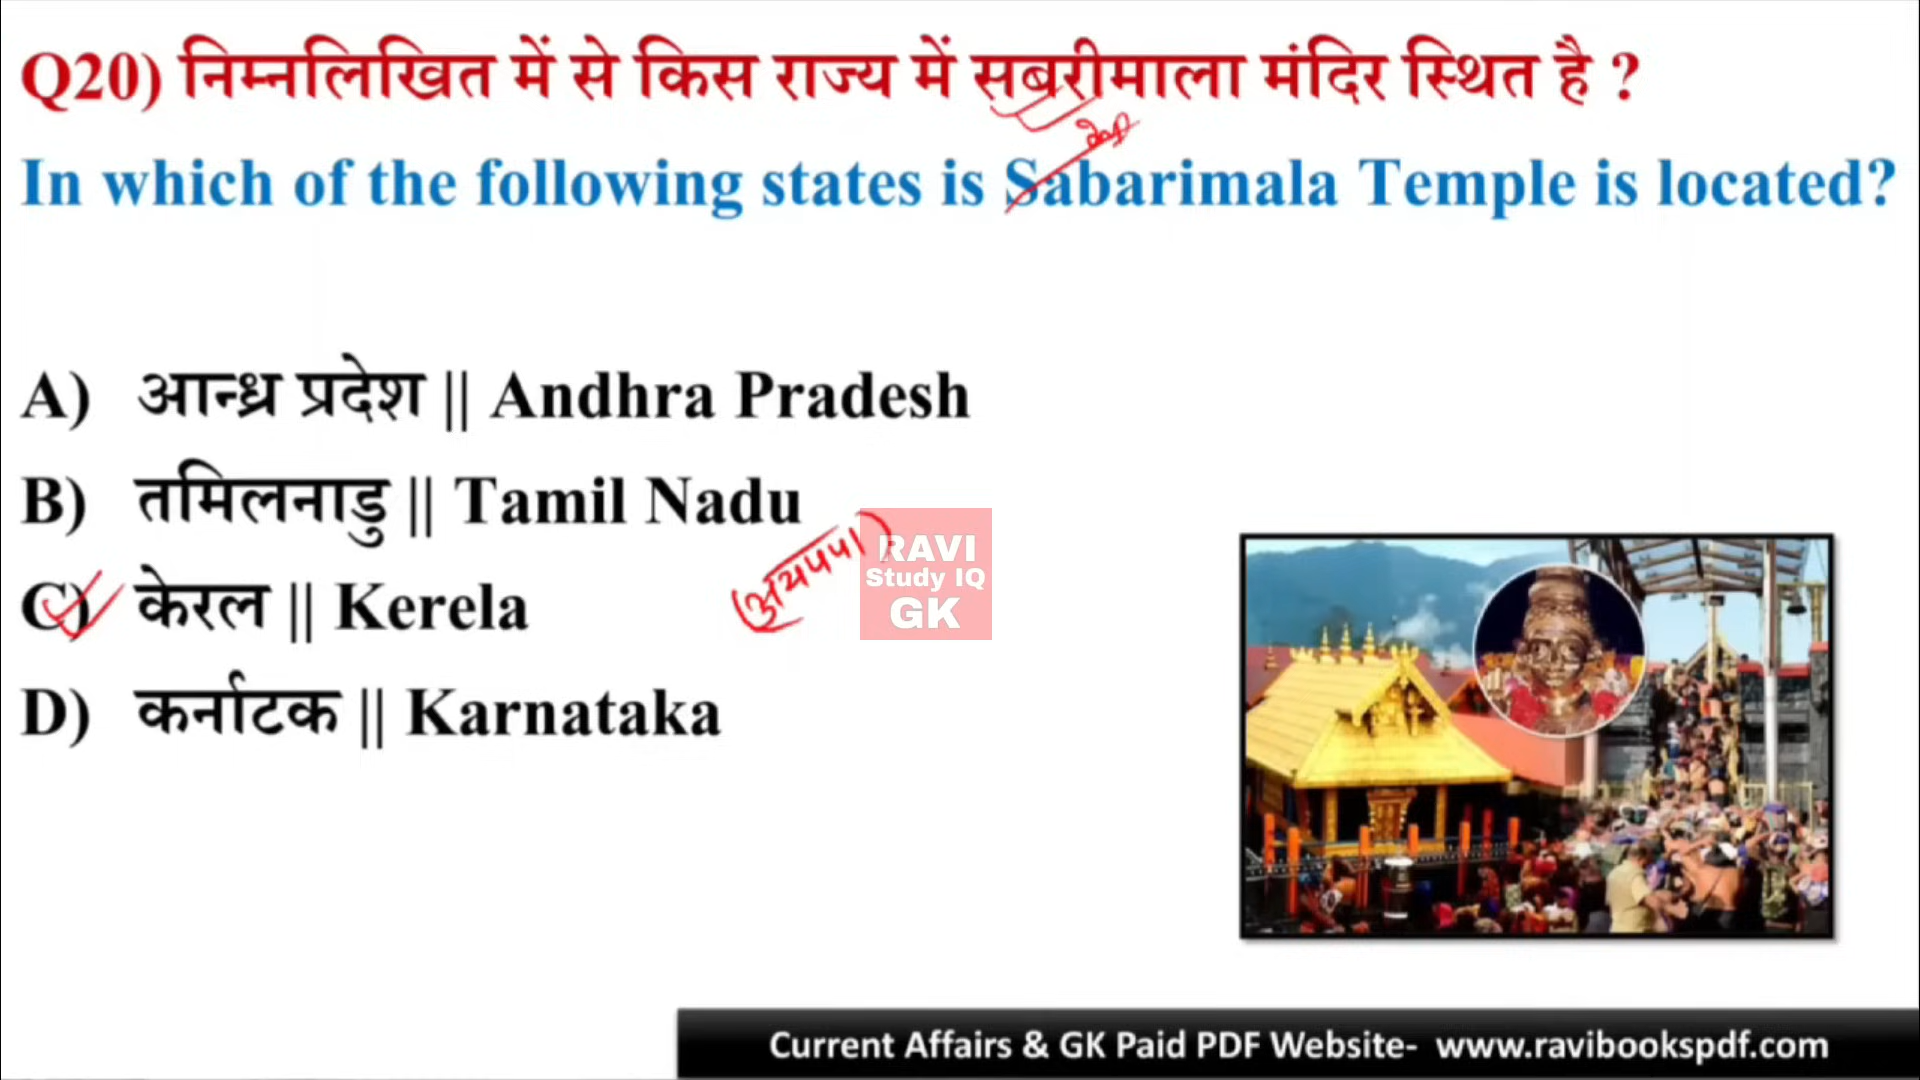 Q20) निम्नलिखित में से किस राज्य में सबरीमाला मंदिर स्थित है ?
In which of the following states is Sabarimala Temple is located?
A) आन्ध्र प्रदेश || Andhra Pradesh
B) तमिलनाडु || Tamil Nadu
C) केरल || Kerela
अयप्पा
D) कर्नाटक || Karnataka
RAVI
Study IQ
GK
Current Affairs & GK Paid PDF Website- www.ravibookspdf.com